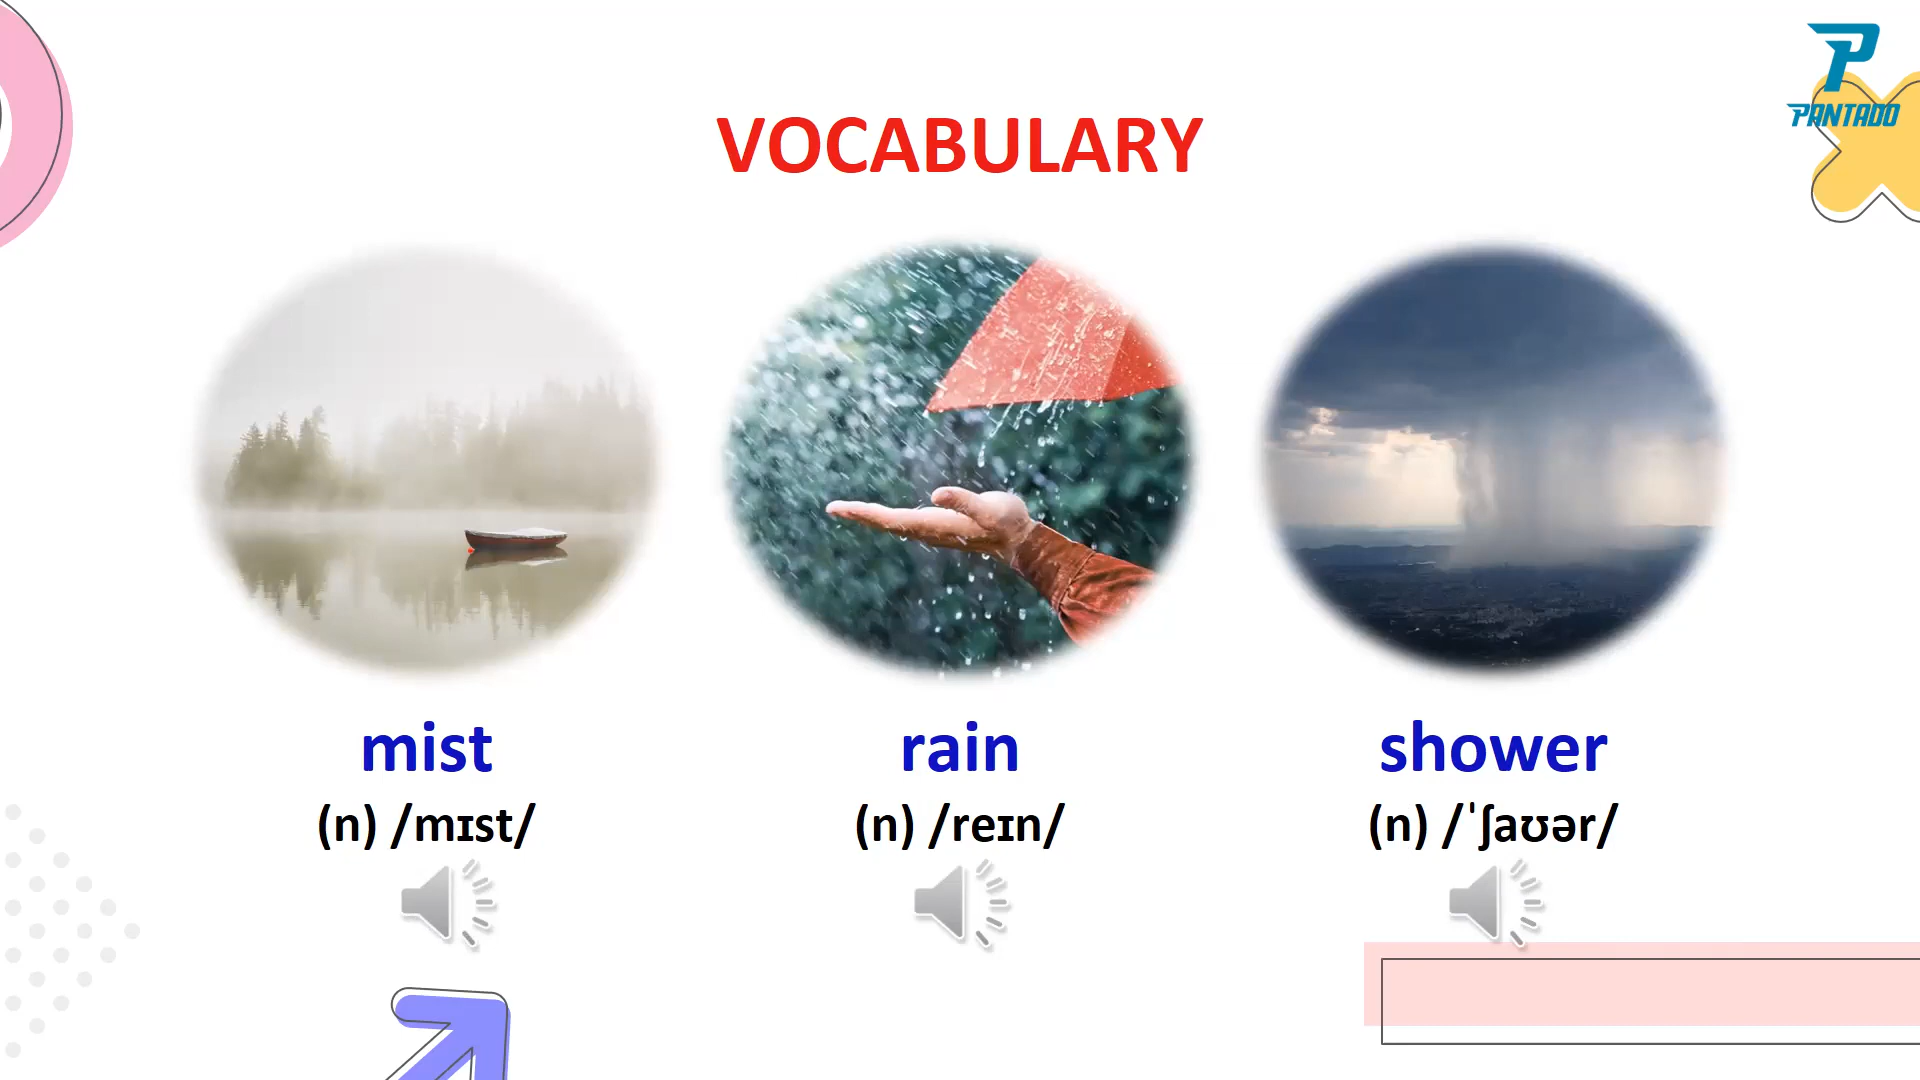 PANTADO
VOCABULARY
mist
(n) /mɪst/
rain
(n) /reɪn/
shower
(n) /ˈʃaʊər/